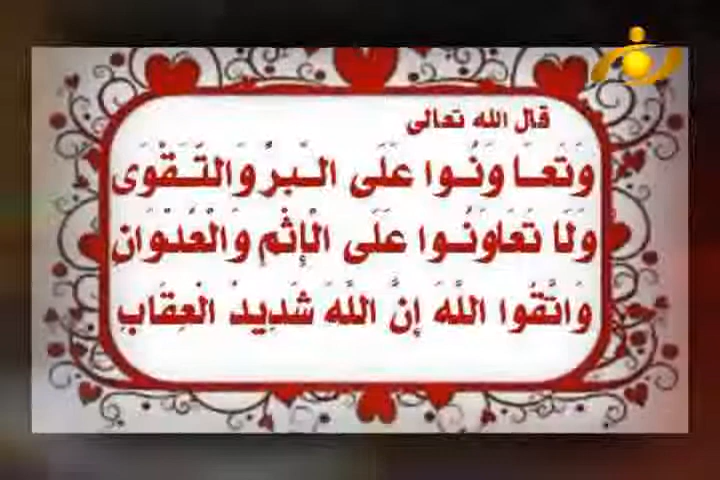 قال الله تعالى
وَتَعَاوَنُوا عَلَى الْبِرِّ وَالتَّقْوَى
وَلَا تَعَاوَنُوا عَلَى الْإِثْمِ وَالْعُدْوَانِ
وَاتَّقُوا اللَّهَ إِنَّ اللَّهَ شَدِيدُ الْعِقَابِ